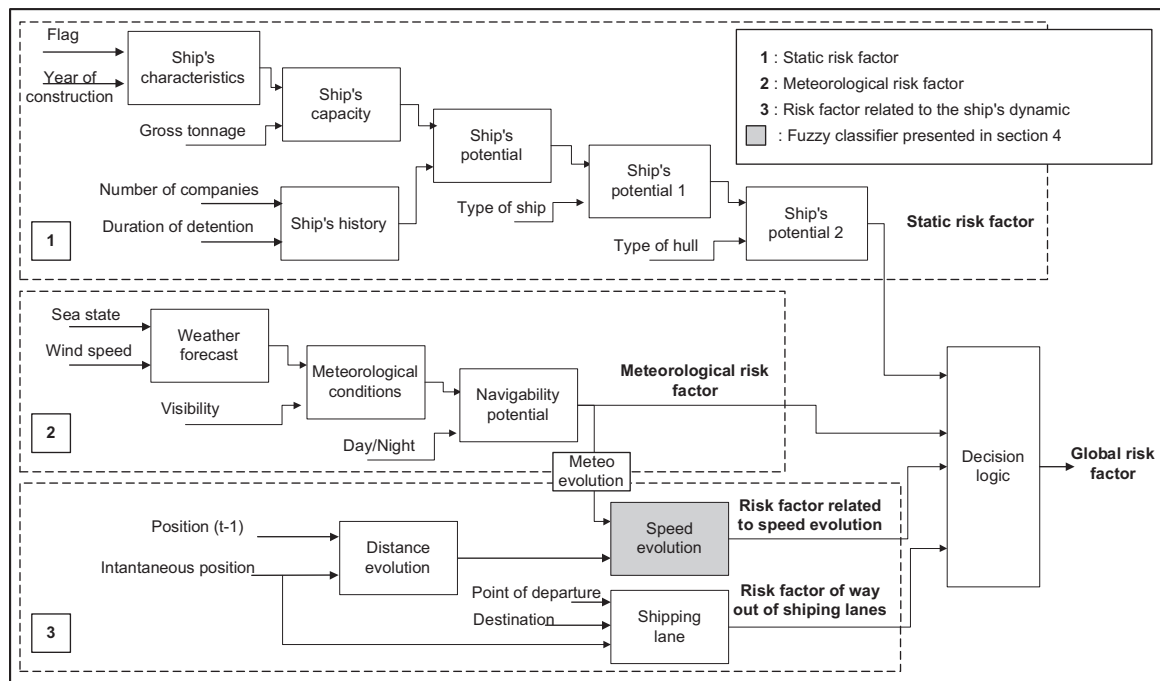 Flag
Year of
construction
Ship's
characteristics
Gross tonnage
Ship's
capacity
Number of companies
Duration of detention
Ship's history
Ship's
potential
Type of ship
Ship's
potential 1
Type of hull
Ship's
potential 2
Static risk factor
1
1 : Static risk factor
2 : Meteorological risk factor
3 : Risk factor related to the ship's dynamic
: Fuzzy classifier presented in section 4
Sea state
Wind speed
Weather
forecast
Visibility
Meteorological
conditions
Day/Night
Navigability
potential
Meteorological risk
factor
2
Meteo
evolution
Position (t-1)
Intantaneous position
Distance
evolution
Speed
evolution
Risk factor related
to speed evolution
Point of departure
Destination
Shipping
lane
Risk factor of way
out of shiping lanes
3
Decision
logic
Global risk
factor